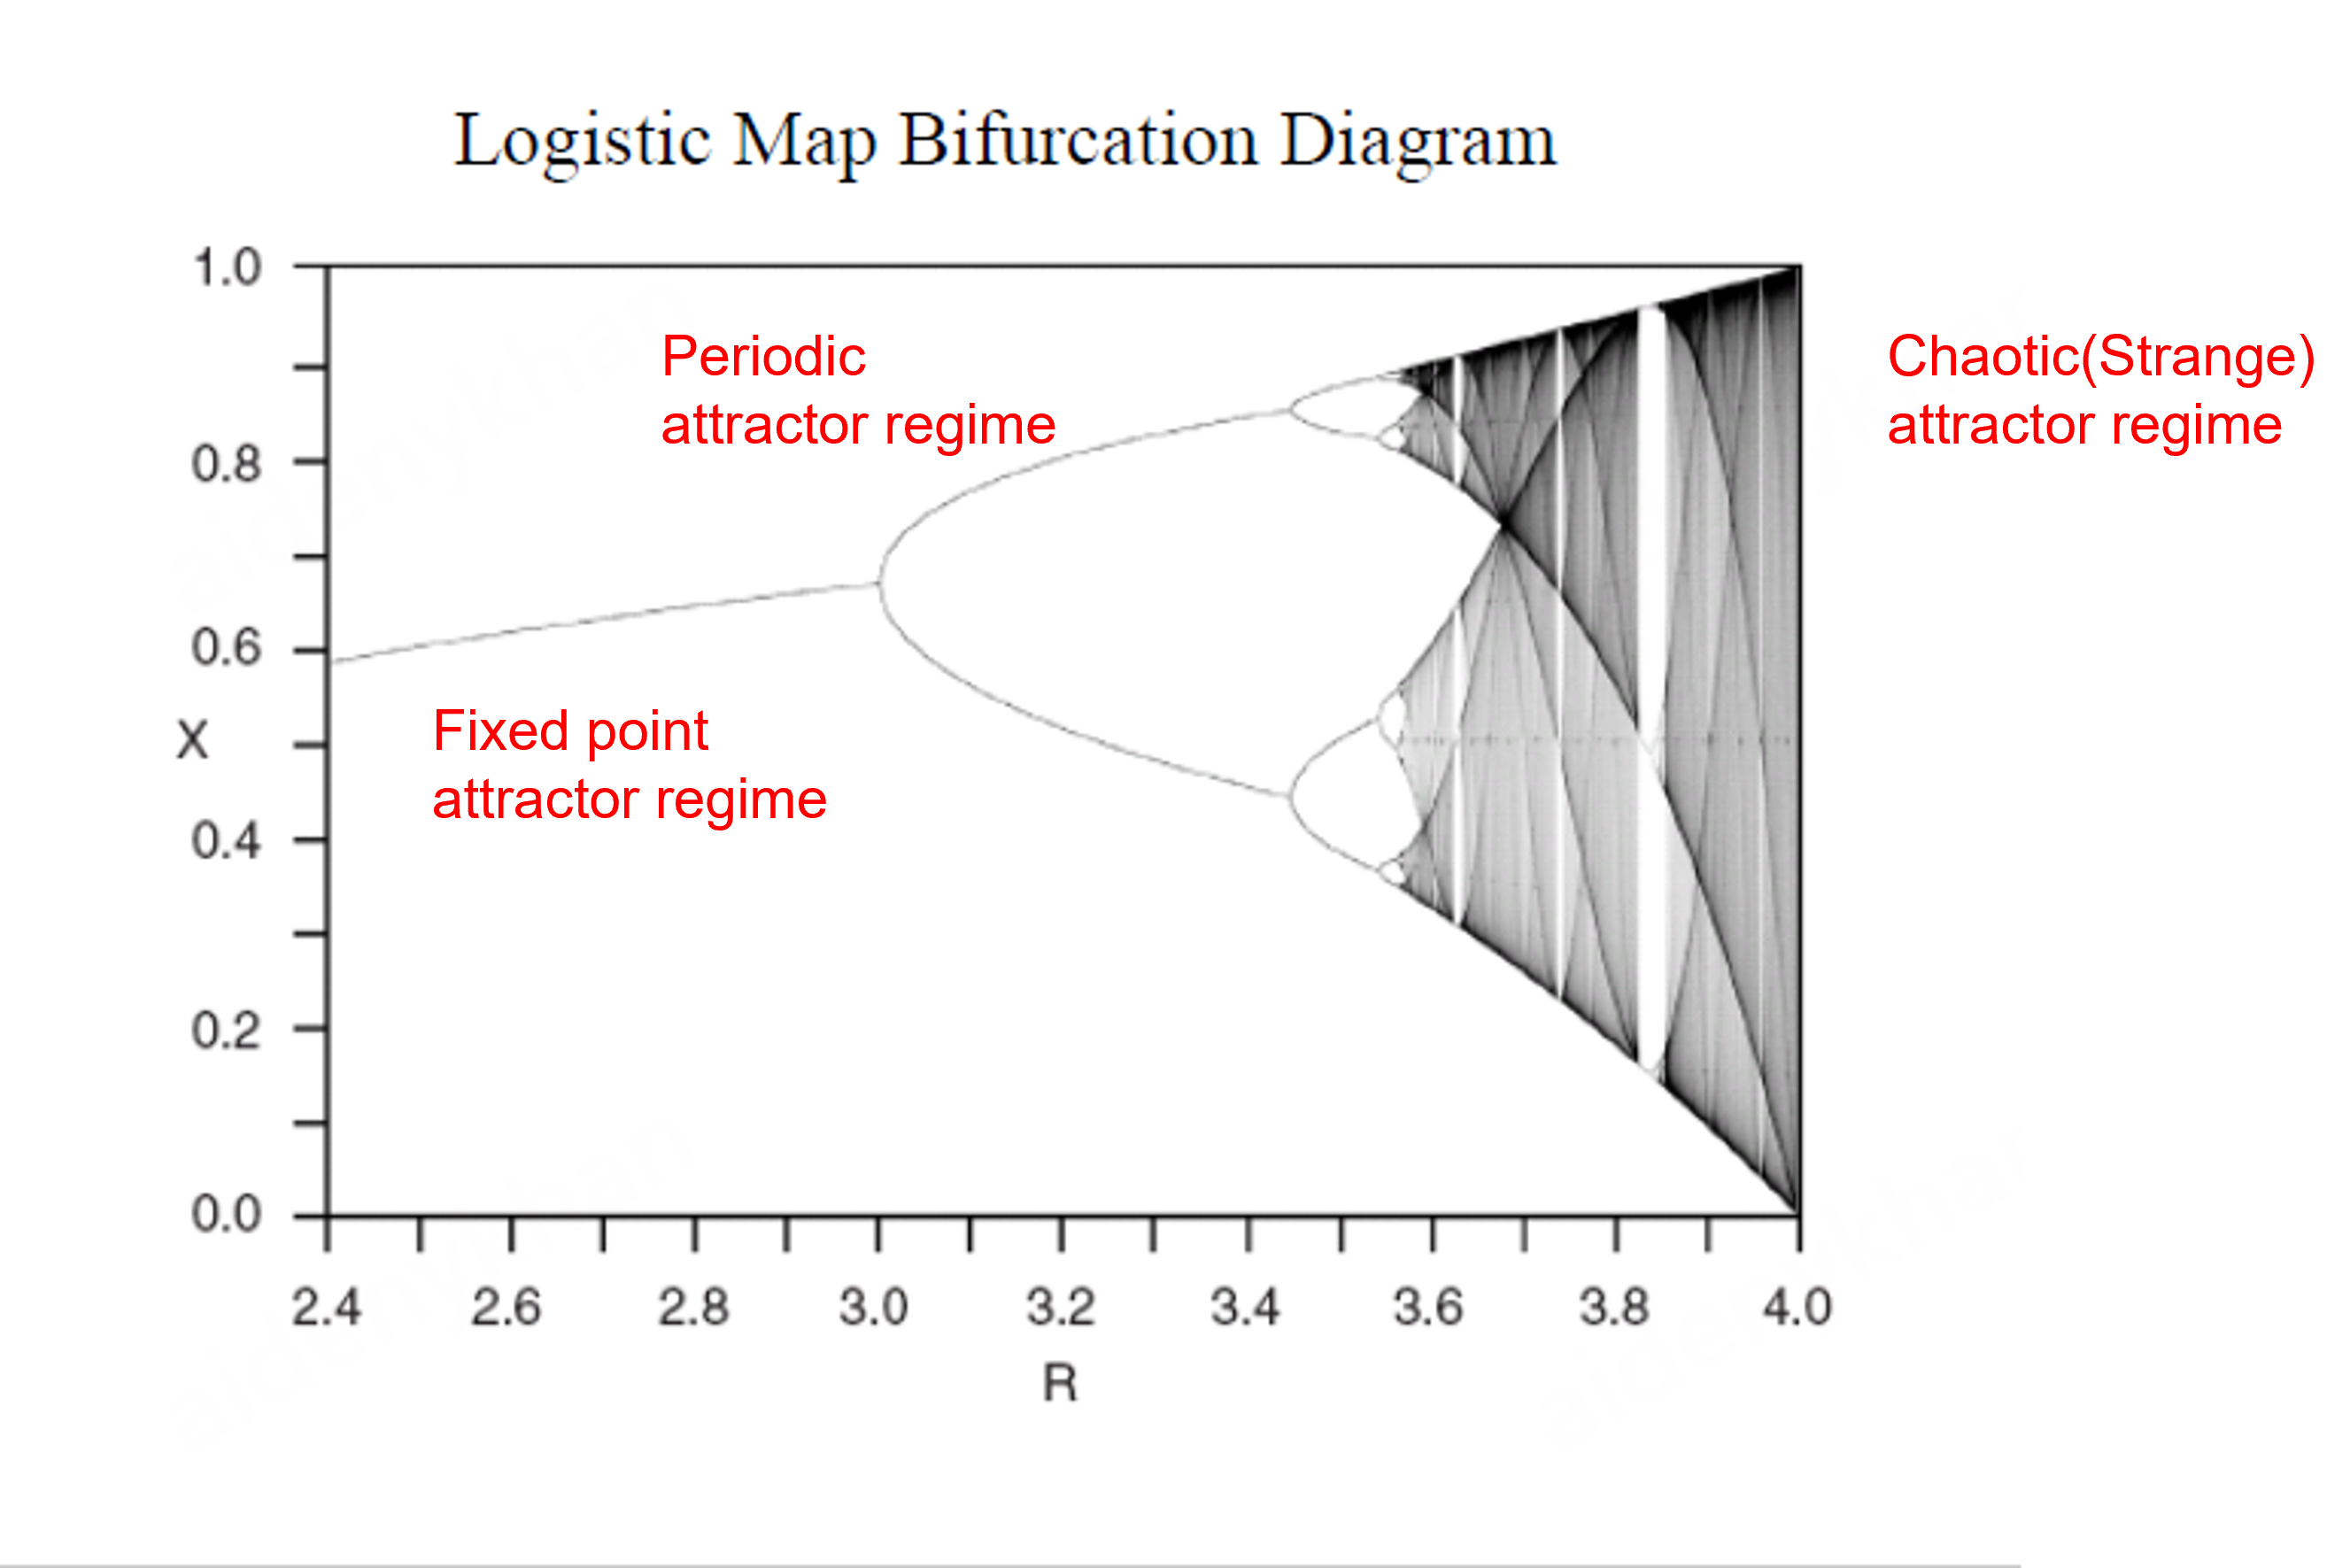 Logistic Map Bifurcation Diagram
1.0
0.8
0.6
0.4
0.2
0.0
X
Periodic
attractor regime
Fixed point
attractor regime
Chaotic(Strange)
attractor regime
2.4 2.6 2.8 3.0 3.2 3.4 3.6 3.8 4.0
R